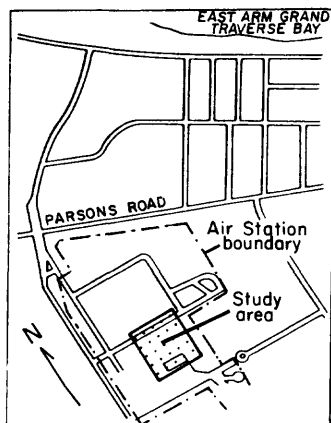 EAST ARM GRAND
TRAVERSE BAY
PARSONS ROAD
Air Station
boundary
Study
area
N